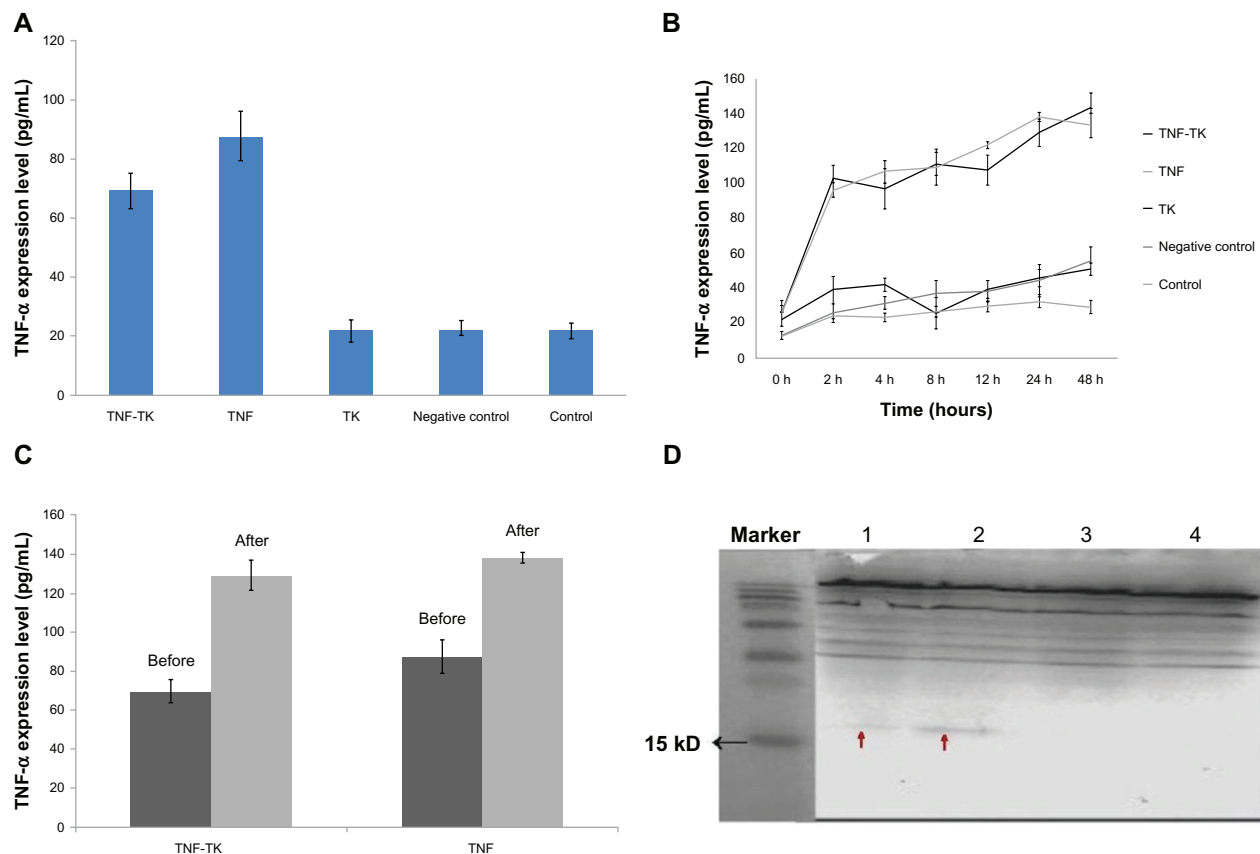 A
TNF-α expression level (pg/mL)
120
100
80
60
40
20
0
TNF-TK
TNF
TK
Negative control
Control
B
TNF-α expression level (pg/mL)
160
140
120
100
80
60
40
20
0
0 h
2 h
4 h
8 h
12 h
24 h
48 h
Time (hours)
TNF-TK
TNF
TK
Negative control
Control
C
TNF-α expression level (pg/mL)
160
140
120
100
80
60
40
20
0
Before
After
Before
After
TNF-TK
TNF
D
Marker 1 2 3 4
15 kD